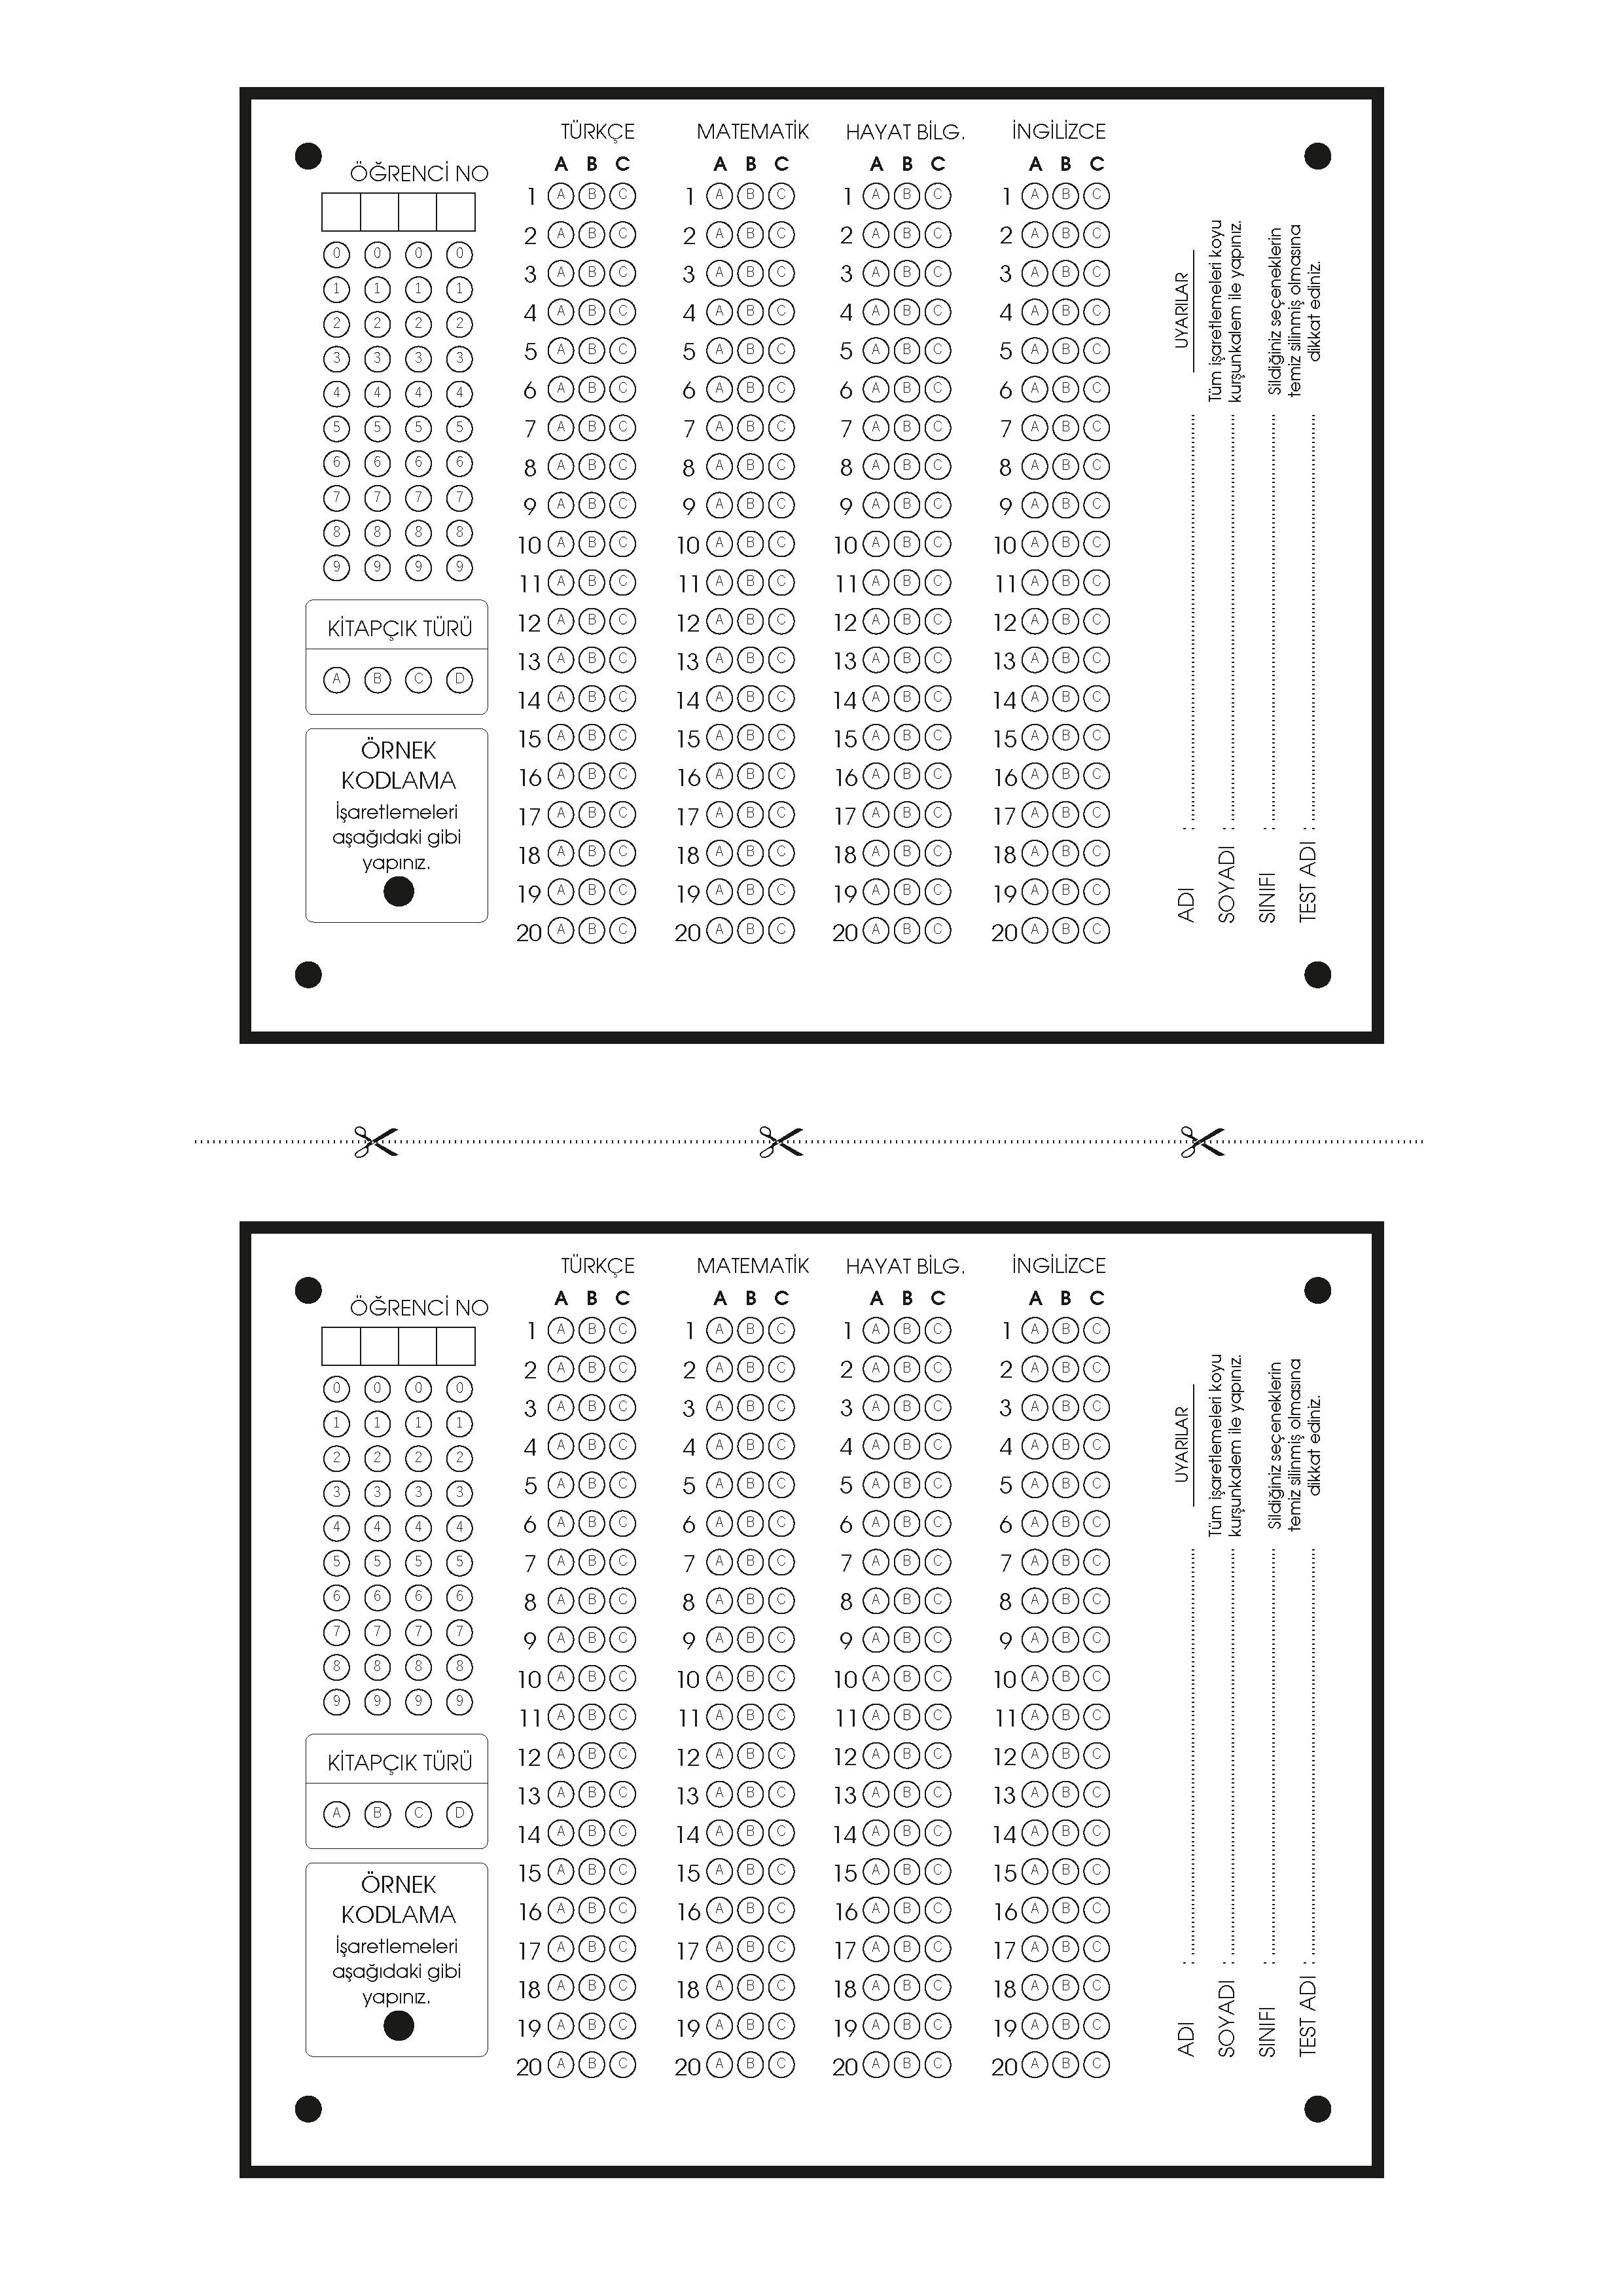 TÜRKÇE MATEMATİK HAYAT BİLG. İNGİLİZCE
ÖĞRENCİ NO
A B C A B C A B C A B C
1 A B C 1 A B C 1 A B C 1 A B C
2 A B C 2 A B C 2 A B C 2 A B C
3 A B C 3 A B C 3 A B C 3 A B C
4 A B C 4 A B C 4 A B C 4 A B C
5 A B C 5 A B C 5 A B C 5 A B C
6 A B C 6 A B C 6 A B C 6 A B C
7 A B C 7 A B C 7 A B C 7 A B C
8 A B C 8 A B C 8 A B C 8 A B C
9 A B C 9 A B C 9 A B C 9 A B C
10 A B C 10 A B C 10 A B C 10 A B C
11 A B C 11 A B C 11 A B C 11 A B C
12 A B C 12 A B C 12 A B C 12 A B C
13 A B C 13 A B C 13 A B C 13 A B C
14 A B C 14 A B C 14 A B C 14 A B C
15 A B C 15 A B C 15 A B C 15 A B C
16 A B C 16 A B C 16 A B C 16 A B C
17 A B C 17 A B C 17 A B C 17 A B C
18 A B C 18 A B C 18 A B C 18 A B C
19 A B C 19 A B C 19 A B C 19 A B C
20 A B C 20 A B C 20 A B C 20 A B C
0 0 0 0
1 1 1 1
2 2 2 2
3 3 3 3
4 4 4 4
5 5 5 5
6 6 6 6
7 7 7 7
8 8 8 8
9 9 9 9
KİTAPÇIK TÜRÜ
A B C D
ÖRNEK
KODLAMA
İşaretlemeleri
aşağıdaki gibi
yapınız.
UYARILAR
Tüm işaretlemeleri koyu
kurşunkalem ile yapınız.
Sildiğiniz seçeneklerin
temiz silinmiş olmasına
dikkat ediniz.
ADI :
SOYADI :
SINIFI :
TEST ADI :
TÜRKÇE MATEMATİK HAYAT BİLG. İNGİLİZCE
ÖĞRENCİ NO
A B C A B C A B C A B C
1 A B C 1 A B C 1 A B C 1 A B C
2 A B C 2 A B C 2 A B C 2 A B C
3 A B C 3 A B C 3 A B C 3 A B C
4 A B C 4 A B C 4 A B C 4 A B C
5 A B C 5 A B C 5 A B C 5 A B C
6 A B C 6 A B C 6 A B C 6 A B C
7 A B C 7 A B C 7 A B C 7 A B C
8 A B C 8 A B C 8 A B C 8 A B C
9 A B C 9 A B C 9 A B C 9 A B C
10 A B C 10 A B C 10 A B C 10 A B C
11 A B C 11 A B C 11 A B C 11 A B C
12 A B C 12 A B C 12 A B C 12 A B C
13 A B C 13 A B C 13 A B C 13 A B C
14 A B C 14 A B C 14 A B C 14 A B C
15 A B C 15 A B C 15 A B C 15 A B C
16 A B C 16 A B C 16 A B C 16 A B C
17 A B C 17 A B C 17 A B C 17 A B C
18 A B C 18 A B C 18 A B C 18 A B C
19 A B C 19 A B C 19 A B C 19 A B C
20 A B C 20 A B C 20 A B C 20 A B C
0 0 0 0
1 1 1 1
2 2 2 2
3 3 3 3
4 4 4 4
5 5 5 5
6 6 6 6
7 7 7 7
8 8 8 8
9 9 9 9
KİTAPÇIK TÜRÜ
A B C D
ÖRNEK
KODLAMA
İşaretlemeleri
aşağıdaki gibi
yapınız.
UYARILAR
Tüm işaretlemeleri koyu
kurşunkalem ile yapınız.
Sildiğiniz seçeneklerin
temiz silinmiş olmasına
dikkat ediniz.
ADI :
SOYADI :
SINIFI :
TEST ADI :